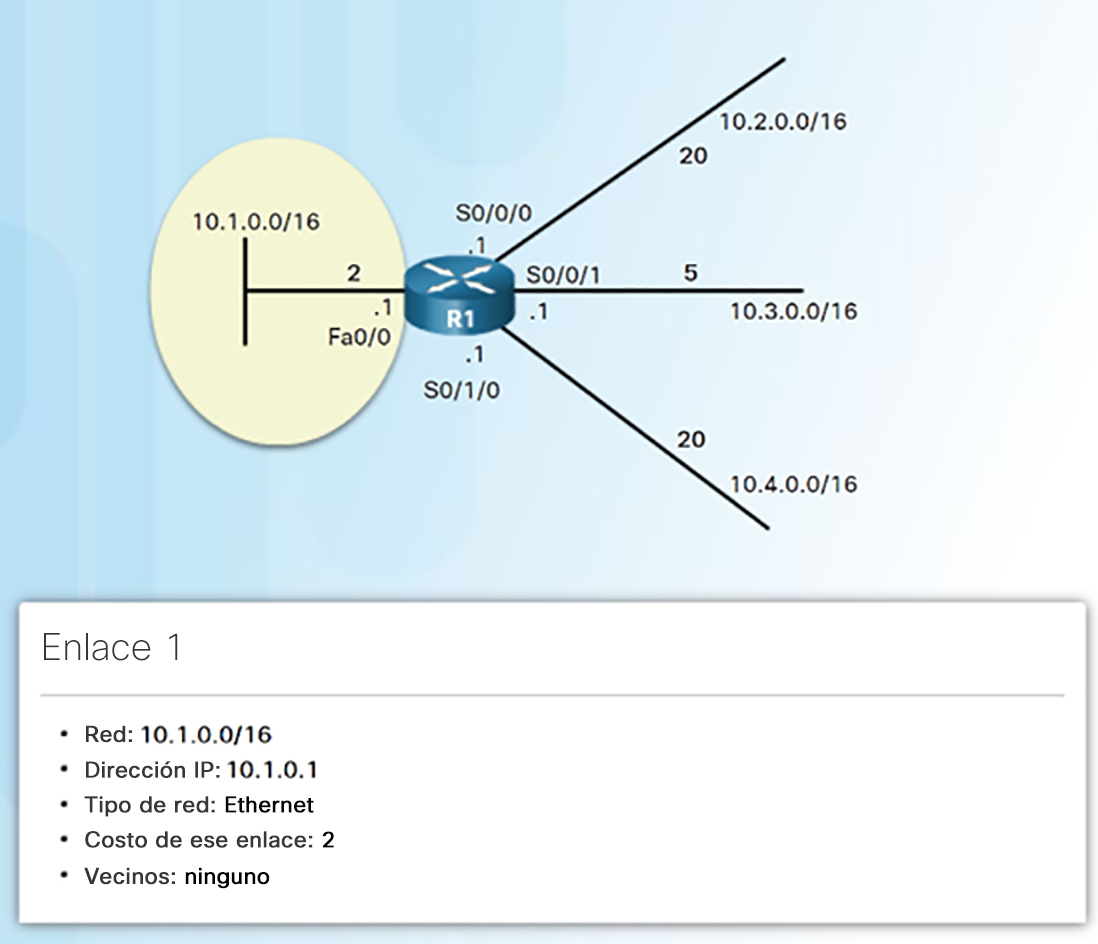 10.2.0.0/16
20
S0/0/0
10.1.0.0/16
.1
2
S0/0/1
5
.1
R1
.1
10.3.0.0/16
Fa0/0
.1
S0/1/0
20
10.4.0.0/16
Enlace 1
• Red: 10.1.0.0/16
• Dirección IP: 10.1.0.1
• Tipo de red: Ethernet
• Costo de ese enlace: 2
• Vecinos: ninguno